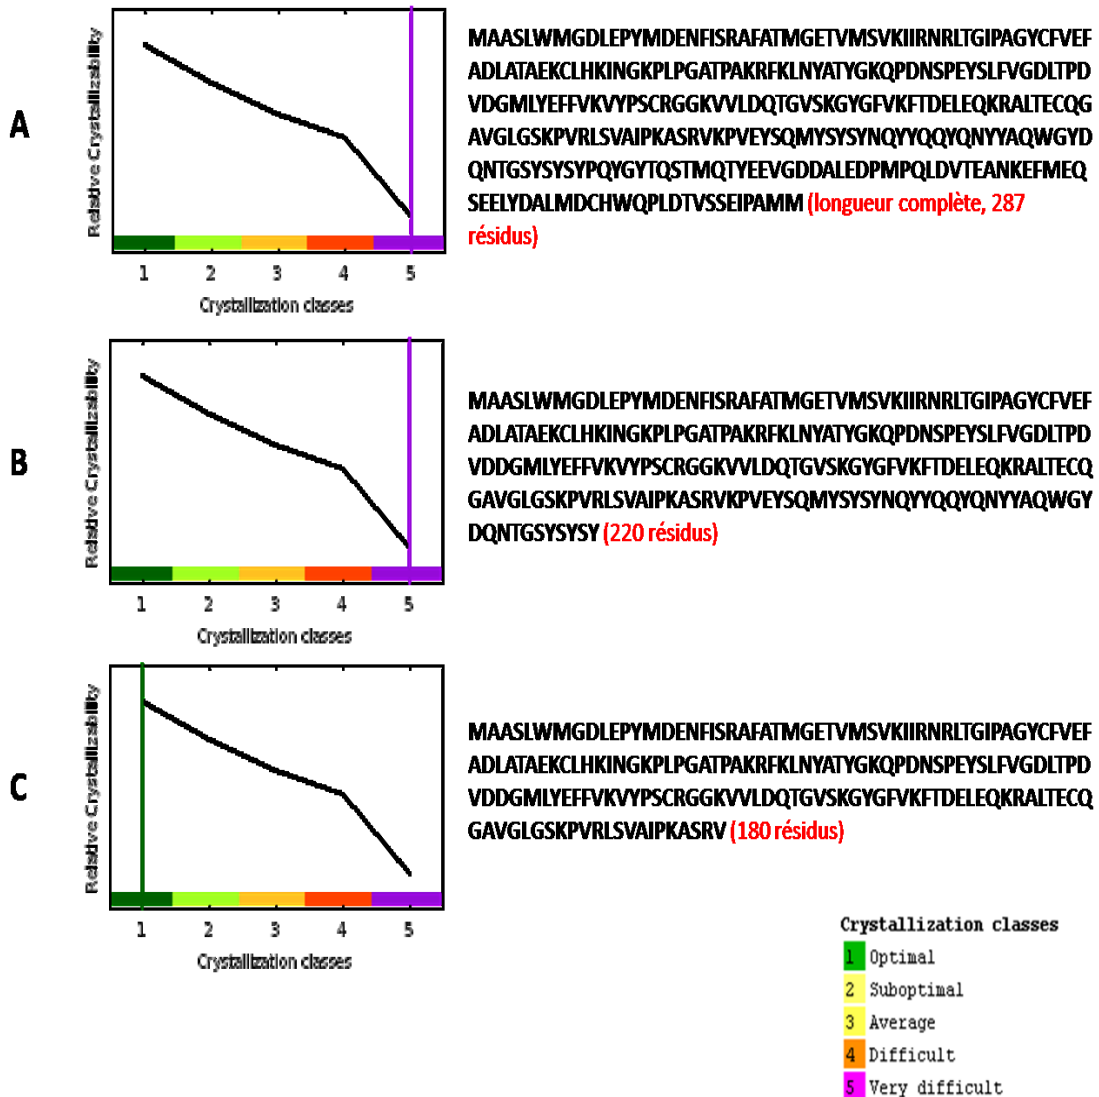 A
Relative Crystallizability
1 2 3 4 5
Crystallization classes
MAASLWMGDLEPYMDENFISRAFATMGETVMSVKIIRNRLTGIPAGYCFVEF
ADLATAEKCLHKINGKPLPGATPAKRFKLNYATYGKQPDNSPEYSLFVGDLTPD
VDGMLYEFFVKVYPSCRGGKVVLDQTGVSKGYGFVKFTDELEQKRALTECQG
AVGLGSKPVRLSVAIPKASRVKPVEYSQMYSYSYNQYYQQYQNYYAQWGYD
QNTGSYSYSYPQYGYTQSTMQTYEEVGDDALEDPMPQLDVTEANKEFMEQ
SEELYDALMDCHWQPLDTVSSEIPAMM (longueur complète, 287
résidus)
B
Relative Crystallizability
1 2 3 4 5
Crystallization classes
MAASLWMGDLEPYMDENFISRAFATMGETVMSVKIIRNRLTGIPAGYCFVEF
ADLATAEKCLHKINGKPLPGATPAKRFKLNYATYGKQPDNSPEYSLFVGDLTPD
VDDGMLYEFFVKVYPSCRGGKVVLDQTGVSKGYGFVKFTDELEQKRALTECQ
GAVGLGSKPVRLSVAIPKASRVKPVEYSQMYSYSYNQYYQQYQNYYAQWGY
DQNTGSYSYSY (220 résidus)
C
Relative Crystallizability
1 2 3 4 5
Crystallization classes
MAASLWMGDLEPYMDENFISRAFATMGETVMSVKIIRNRLTGIPAGYCFVEF
ADLATAEKCLHKINGKPLPGATPAKRFKLNYATYGKQPDNSPEYSLFVGDLTPD
VDDGMLYEFFVKVYPSCRGGKVVLDQTGVSKGYGFVKFTDELEQKRALTECQ
GAVGLGSKPVRLSVAIPKASRV (180 résidus)
Crystallization classes
1 Optimal
2 Suboptimal
3 Average
4 Difficult
5 Very difficult